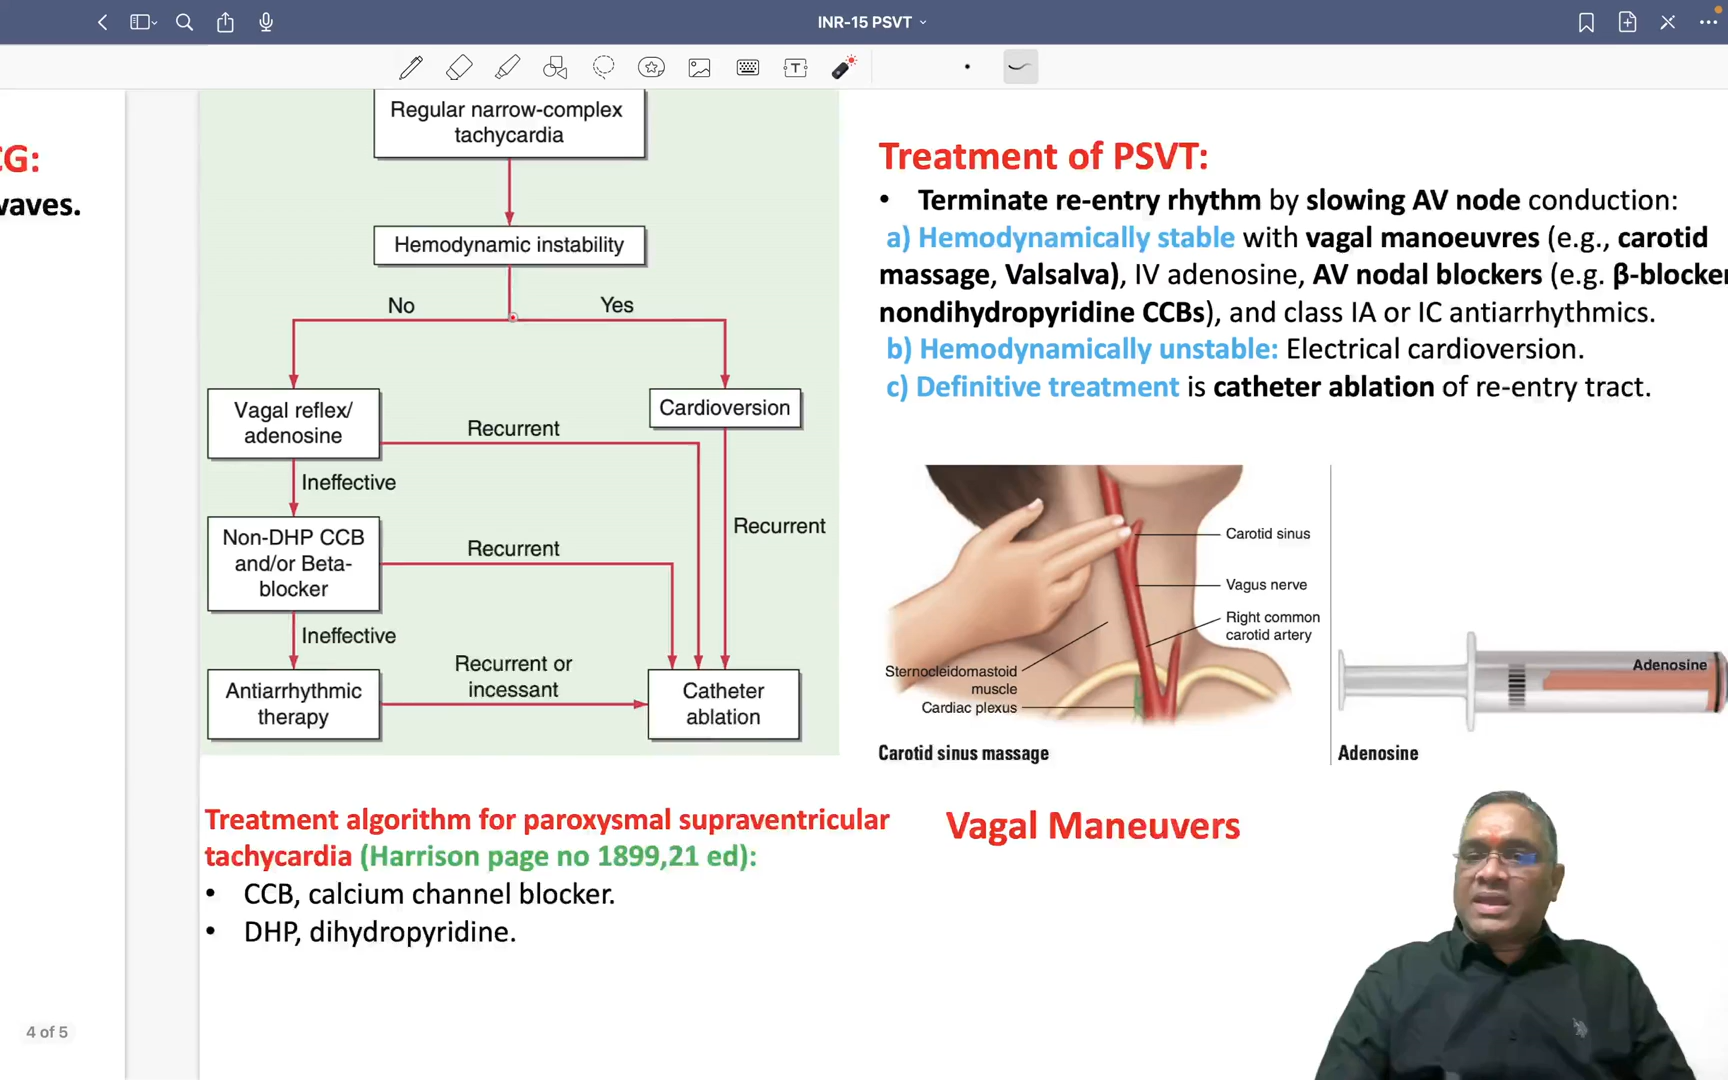 INR-15 PSVT
CG:
waves.
4 of 5
Regular narrow-complex
tachycardia
Hemodynamic instability
No
Yes
Vagal reflex/
adenosine
Cardioversion
Recurrent
Ineffective
Recurrent
Non-DHP CCB
and/or Beta-
blocker
Recurrent
Ineffective
Recurrent or
incessant
Antiarrhythmic
therapy
Catheter
ablation
Treatment algorithm for paroxysmal supraventricular
tachycardia (Harrison page no 1899,21 ed):
• CCB, calcium channel blocker.
• DHP, dihydropyridine.
Treatment of PSVT:
• Terminate re-entry rhythm by slowing AV node conduction:
a) Hemodynamically stable with vagal manoeuvres (e.g., carotid
massage, Valsalva), IV adenosine, AV nodal blockers (e.g. β-blocker
nondihydropyridine CCBs), and class IA or IC antiarrhythmics.
b) Hemodynamically unstable: Electrical cardioversion.
c) Definitive treatment is catheter ablation of re-entry tract.
Carotid sinus
Vagus nerve
Right common
carotid artery
Sternocleidomastoid
muscle
Cardiac plexus
Carotid sinus massage
Adenosine
Adenosine
Vagal Maneuvers